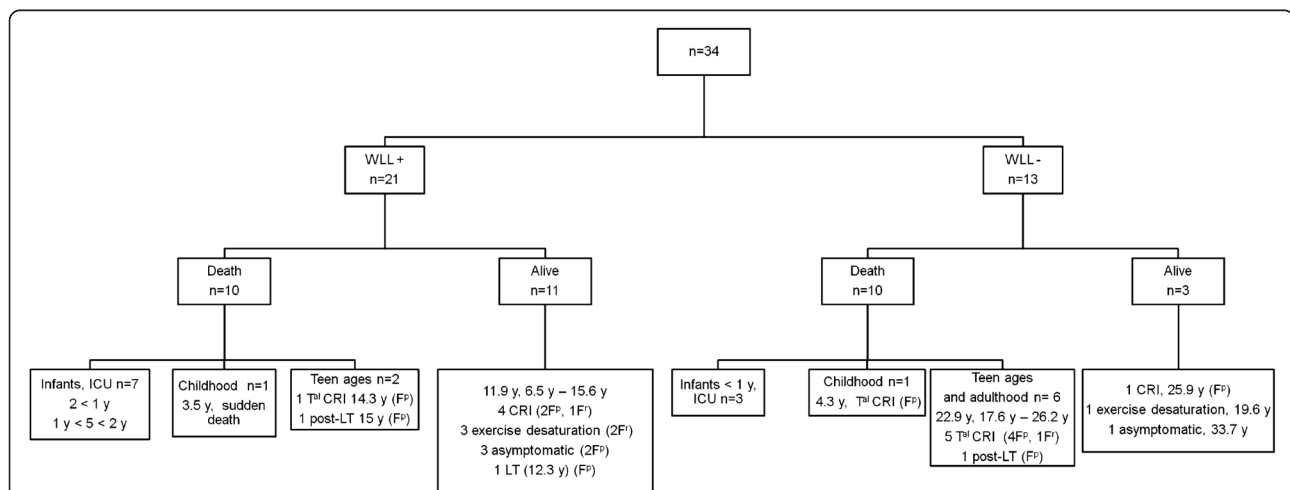 n=34
WLL +
n=21
WLL -
n=13
Death
n=10
Alive
n=11
Death
n=10
Alive
n=3
Infants, ICU n=7
2 < 1 y
1 y < 5 < 2 y
Childhood n=1
3.5 y, sudden
death
Teen ages n=2
1 Tᵃˡ CRI 14.3 y (Fᵖ)
1 post-LT 15 y (Fᵖ)
11.9 y, 6.5 y – 15.6 y
4 CRI (2Fᵖ, 1Fʳ)
3 exercise desaturation (2Fʳ)
3 asymptomatic (2Fᵖ)
1 LT (12.3 y) (Fᵖ)
Infants < 1 y,
ICU n=3
Childhood n=1
4.3 y, Tᵃˡ CRI (Fᵖ)
Teen ages
and adulthood n= 6
22.9 y, 17.6 y – 26.2 y
5 Tᵃˡ CRI (4Fᵖ, 1Fʳ)
1 post-LT (Fᵖ)
1 CRI, 25.9 y (Fᵖ)
1 exercise desaturation, 19.6 y
1 asymptomatic, 33.7 y